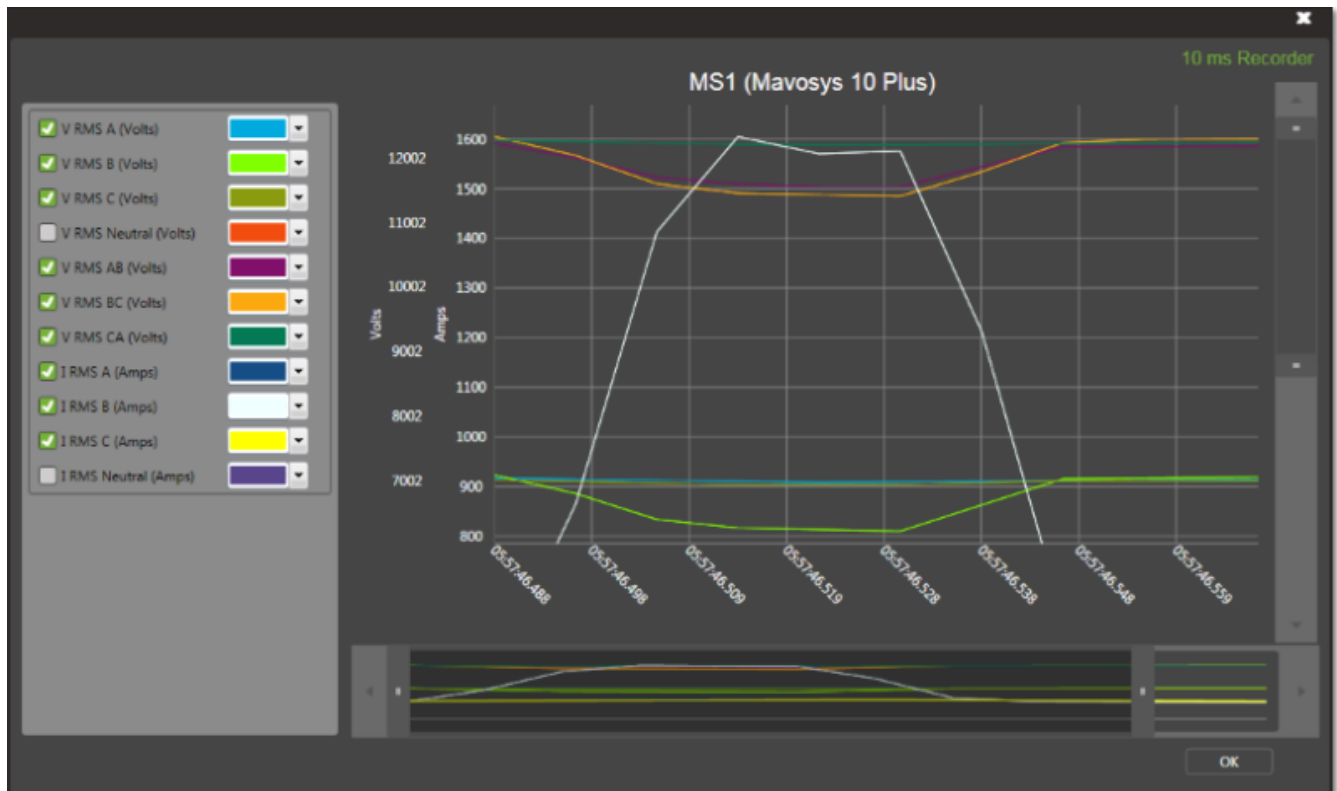 10 ms Recorder
MS1 (Mavosys 10 Plus)
V RMS A (Volts)
V RMS B (Volts)
V RMS C (Volts)
V RMS Neutral (Volts)
V RMS AB (Volts)
V RMS BC (Volts)
V RMS CA (Volts)
I RMS A (Amps)
I RMS B (Amps)
I RMS C (Amps)
I RMS Neutral (Amps)
Volts
12002
11002
10002
9002
8002
7002
Amps
1600
1500
1400
1300
1200
1100
1000
900
800
05:57:46.488
05:57:46.498
05:57:46.509
05:57:46.519
05:57:46.528
05:57:46.538
05:57:46.548
05:57:46.559
OK